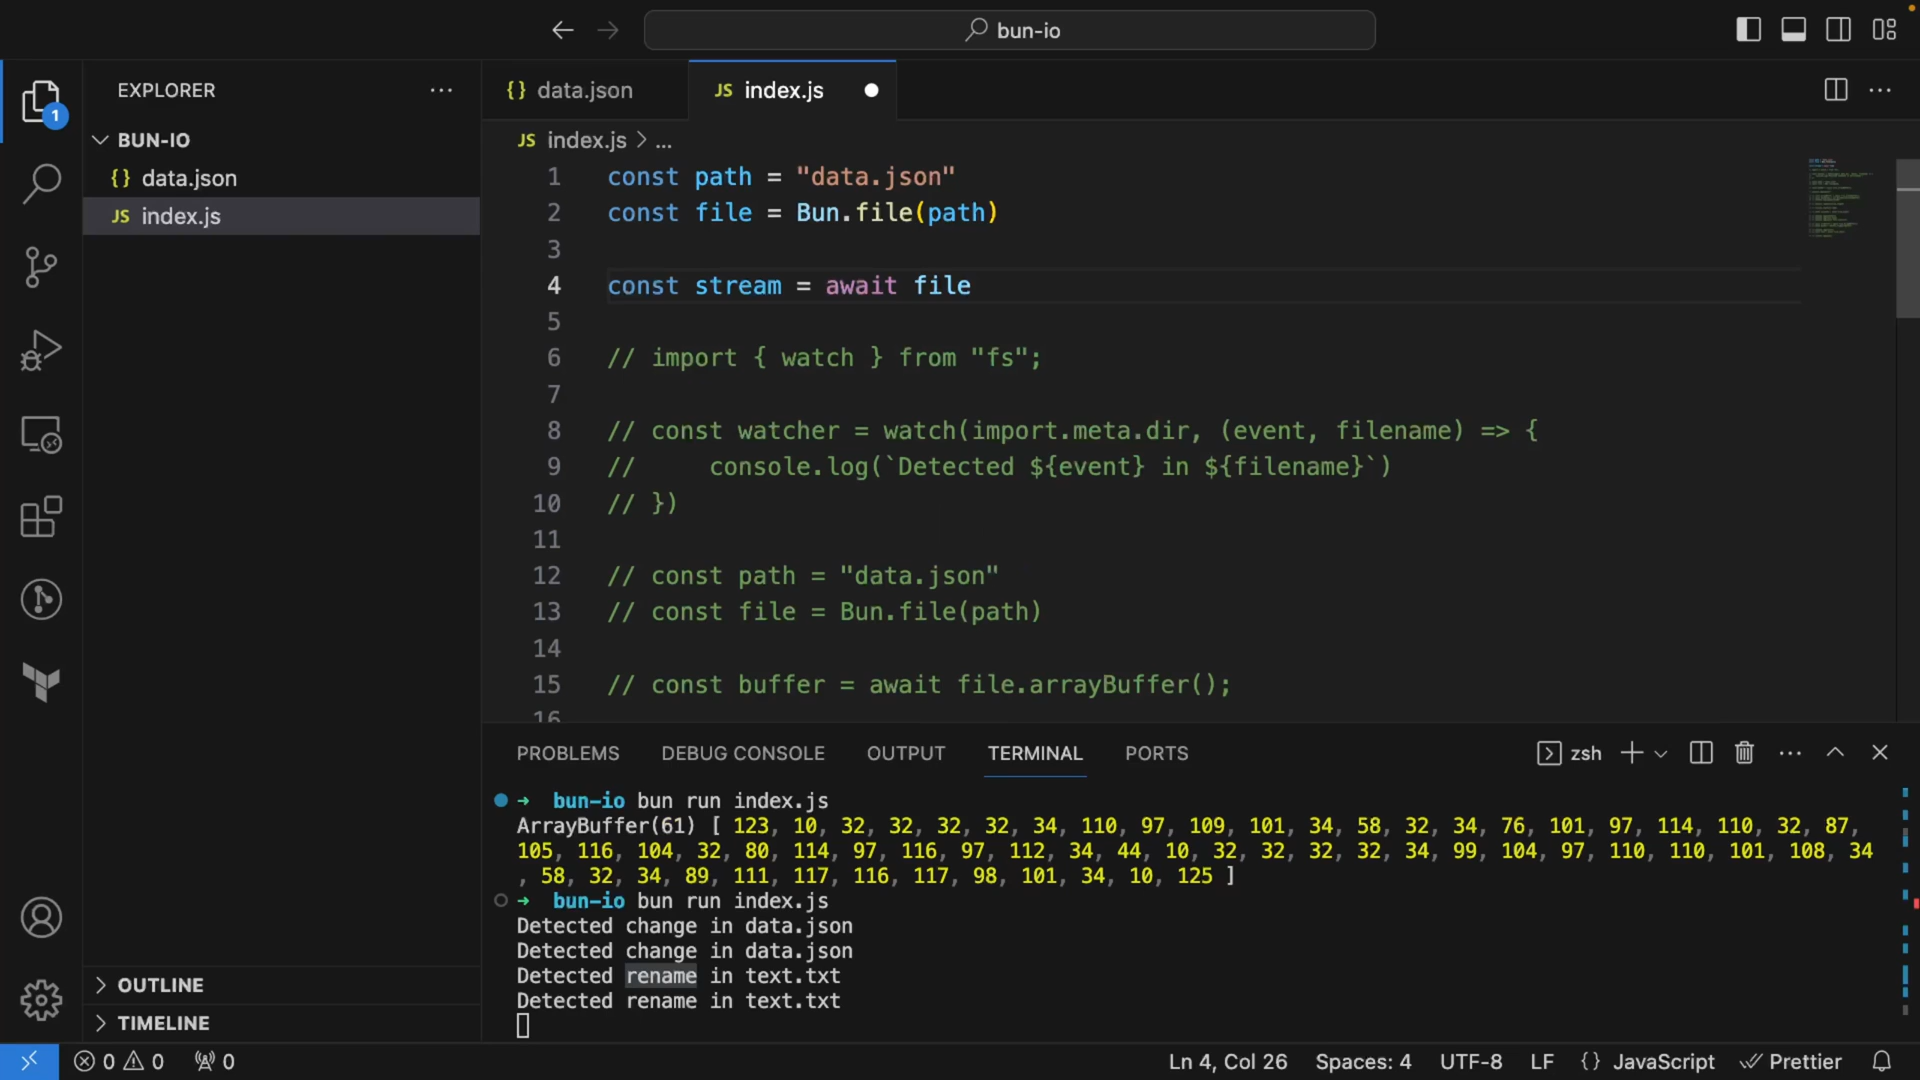 bun-io
EXPLORER
BUN-IO
{} data.json
JS index.js
OUTLINE
TIMELINE
1
{} data.json
JS index.js
JS index.js > ...
1 const path = "data.json"
2 const file = Bun.file(path)
3
4 const stream = await file
5
6 // import { watch } from "fs";
7
8 // const watcher = watch(import.meta.dir, (event, filename) => {
9 //     console.log(`Detected ${event} in ${filename}`)
10 // })
11
12 // const path = "data.json"
13 // const file = Bun.file(path)
14
15 // const buffer = await file.arrayBuffer();
16
PROBLEMS DEBUG CONSOLE OUTPUT TERMINAL PORTS zsh
➜ bun-io bun run index.js
ArrayBuffer(61) [ 123, 10, 32, 32, 32, 32, 34, 110, 97, 109, 101, 34, 58, 32, 34, 76, 101, 97, 114, 110, 32, 87,
105, 116, 104, 32, 80, 114, 97, 116, 97, 112, 34, 44, 10, 32, 32, 32, 32, 34, 99, 104, 97, 110, 110, 101, 108, 34
, 58, 32, 34, 89, 111, 117, 116, 117, 98, 101, 34, 10, 125 ]
➜ bun-io bun run index.js
Detected change in data.json
Detected change in data.json
Detected rename in text.txt
Detected rename in text.txt
0 0 0 Ln 4, Col 26 Spaces: 4 UTF-8 LF {} JavaScript Prettier